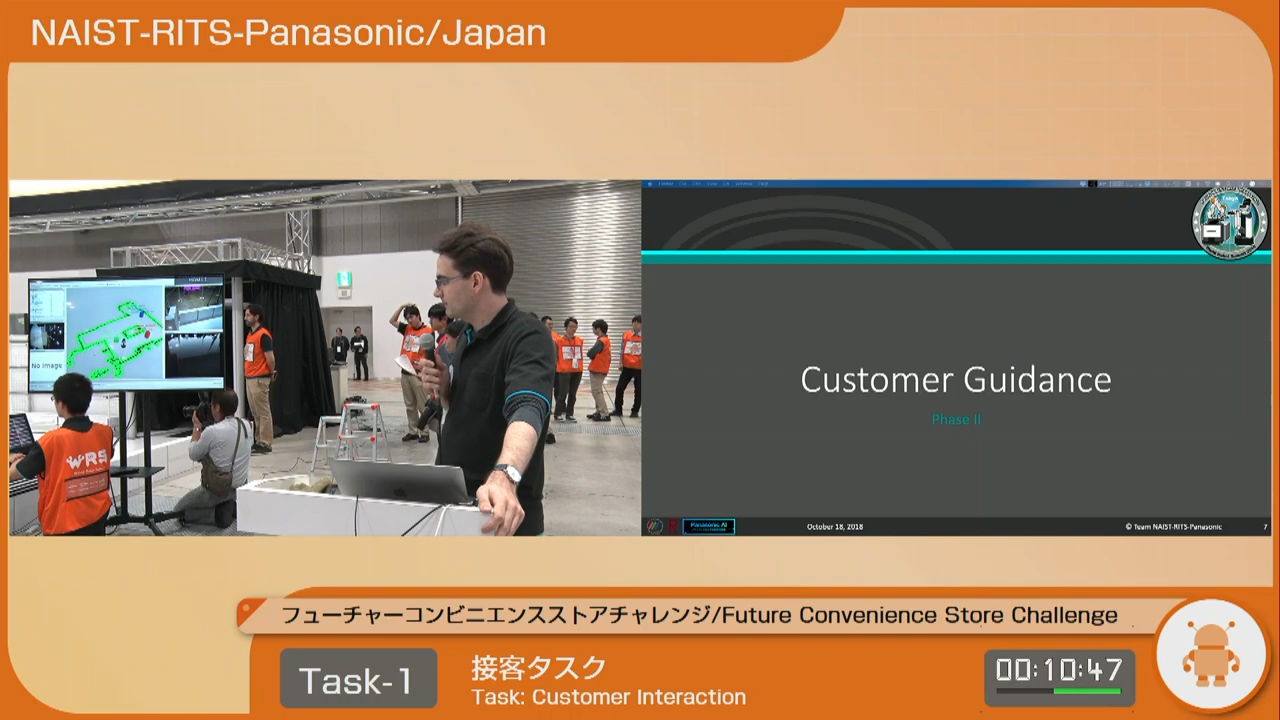 NAIST-RITS-Panasonic/Japan
No Image
WRS
Customer Guidance
Phase II
Panasonic AI
October 18, 2018
© Team NAIST-RITS-Panasonic
7
フューチャーコンビニエンスストアチャレンジ/Future Convenience Store Challenge
Task-1
接客タスク
Task: Customer Interaction
00:10:47